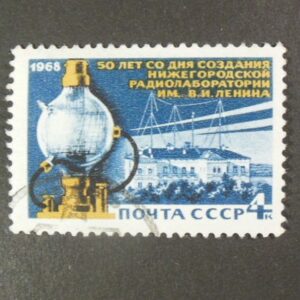 1968
50 ЛЕТ СО ДНЯ СОЗДАНИЯ
НИЖЕГОРОДСКОЙ
РАДИОЛАБОРАТОРИИ
ИМ. В.И. ЛЕНИНА
ПОЧТА СССР 4к